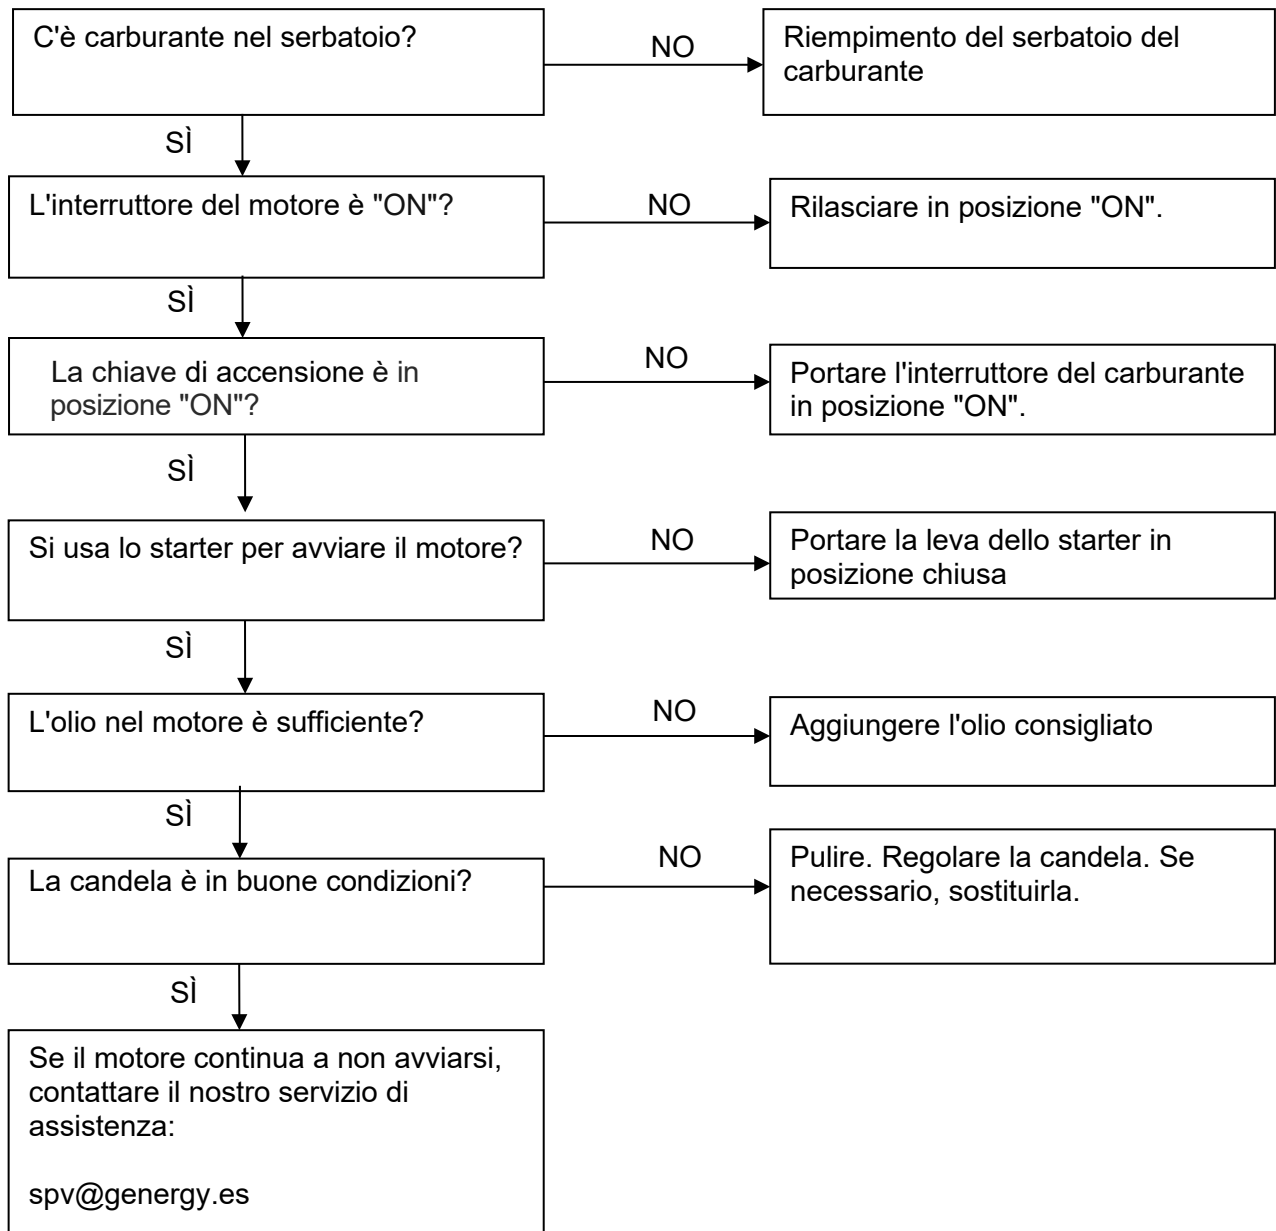 C'è carburante nel serbatoio?
NO
Riempimento del serbatoio del
carburante
SÌ
L'interruttore del motore è "ON"?
NO
Rilasciare in posizione "ON".
SÌ
La chiave di accensione è in
posizione "ON"?
NO
Portare l'interruttore del carburante
in posizione "ON".
SÌ
Si usa lo starter per avviare il motore?
NO
Portare la leva dello starter in
posizione chiusa
SÌ
L'olio nel motore è sufficiente?
NO
Aggiungere l'olio consigliato
SÌ
La candela è in buone condizioni?
NO
Pulire. Regolare la candela. Se
necessario, sostituirla.
SÌ
Se il motore continua a non avviarsi,
contattare il nostro servizio di
assistenza:
spv@genergy.es